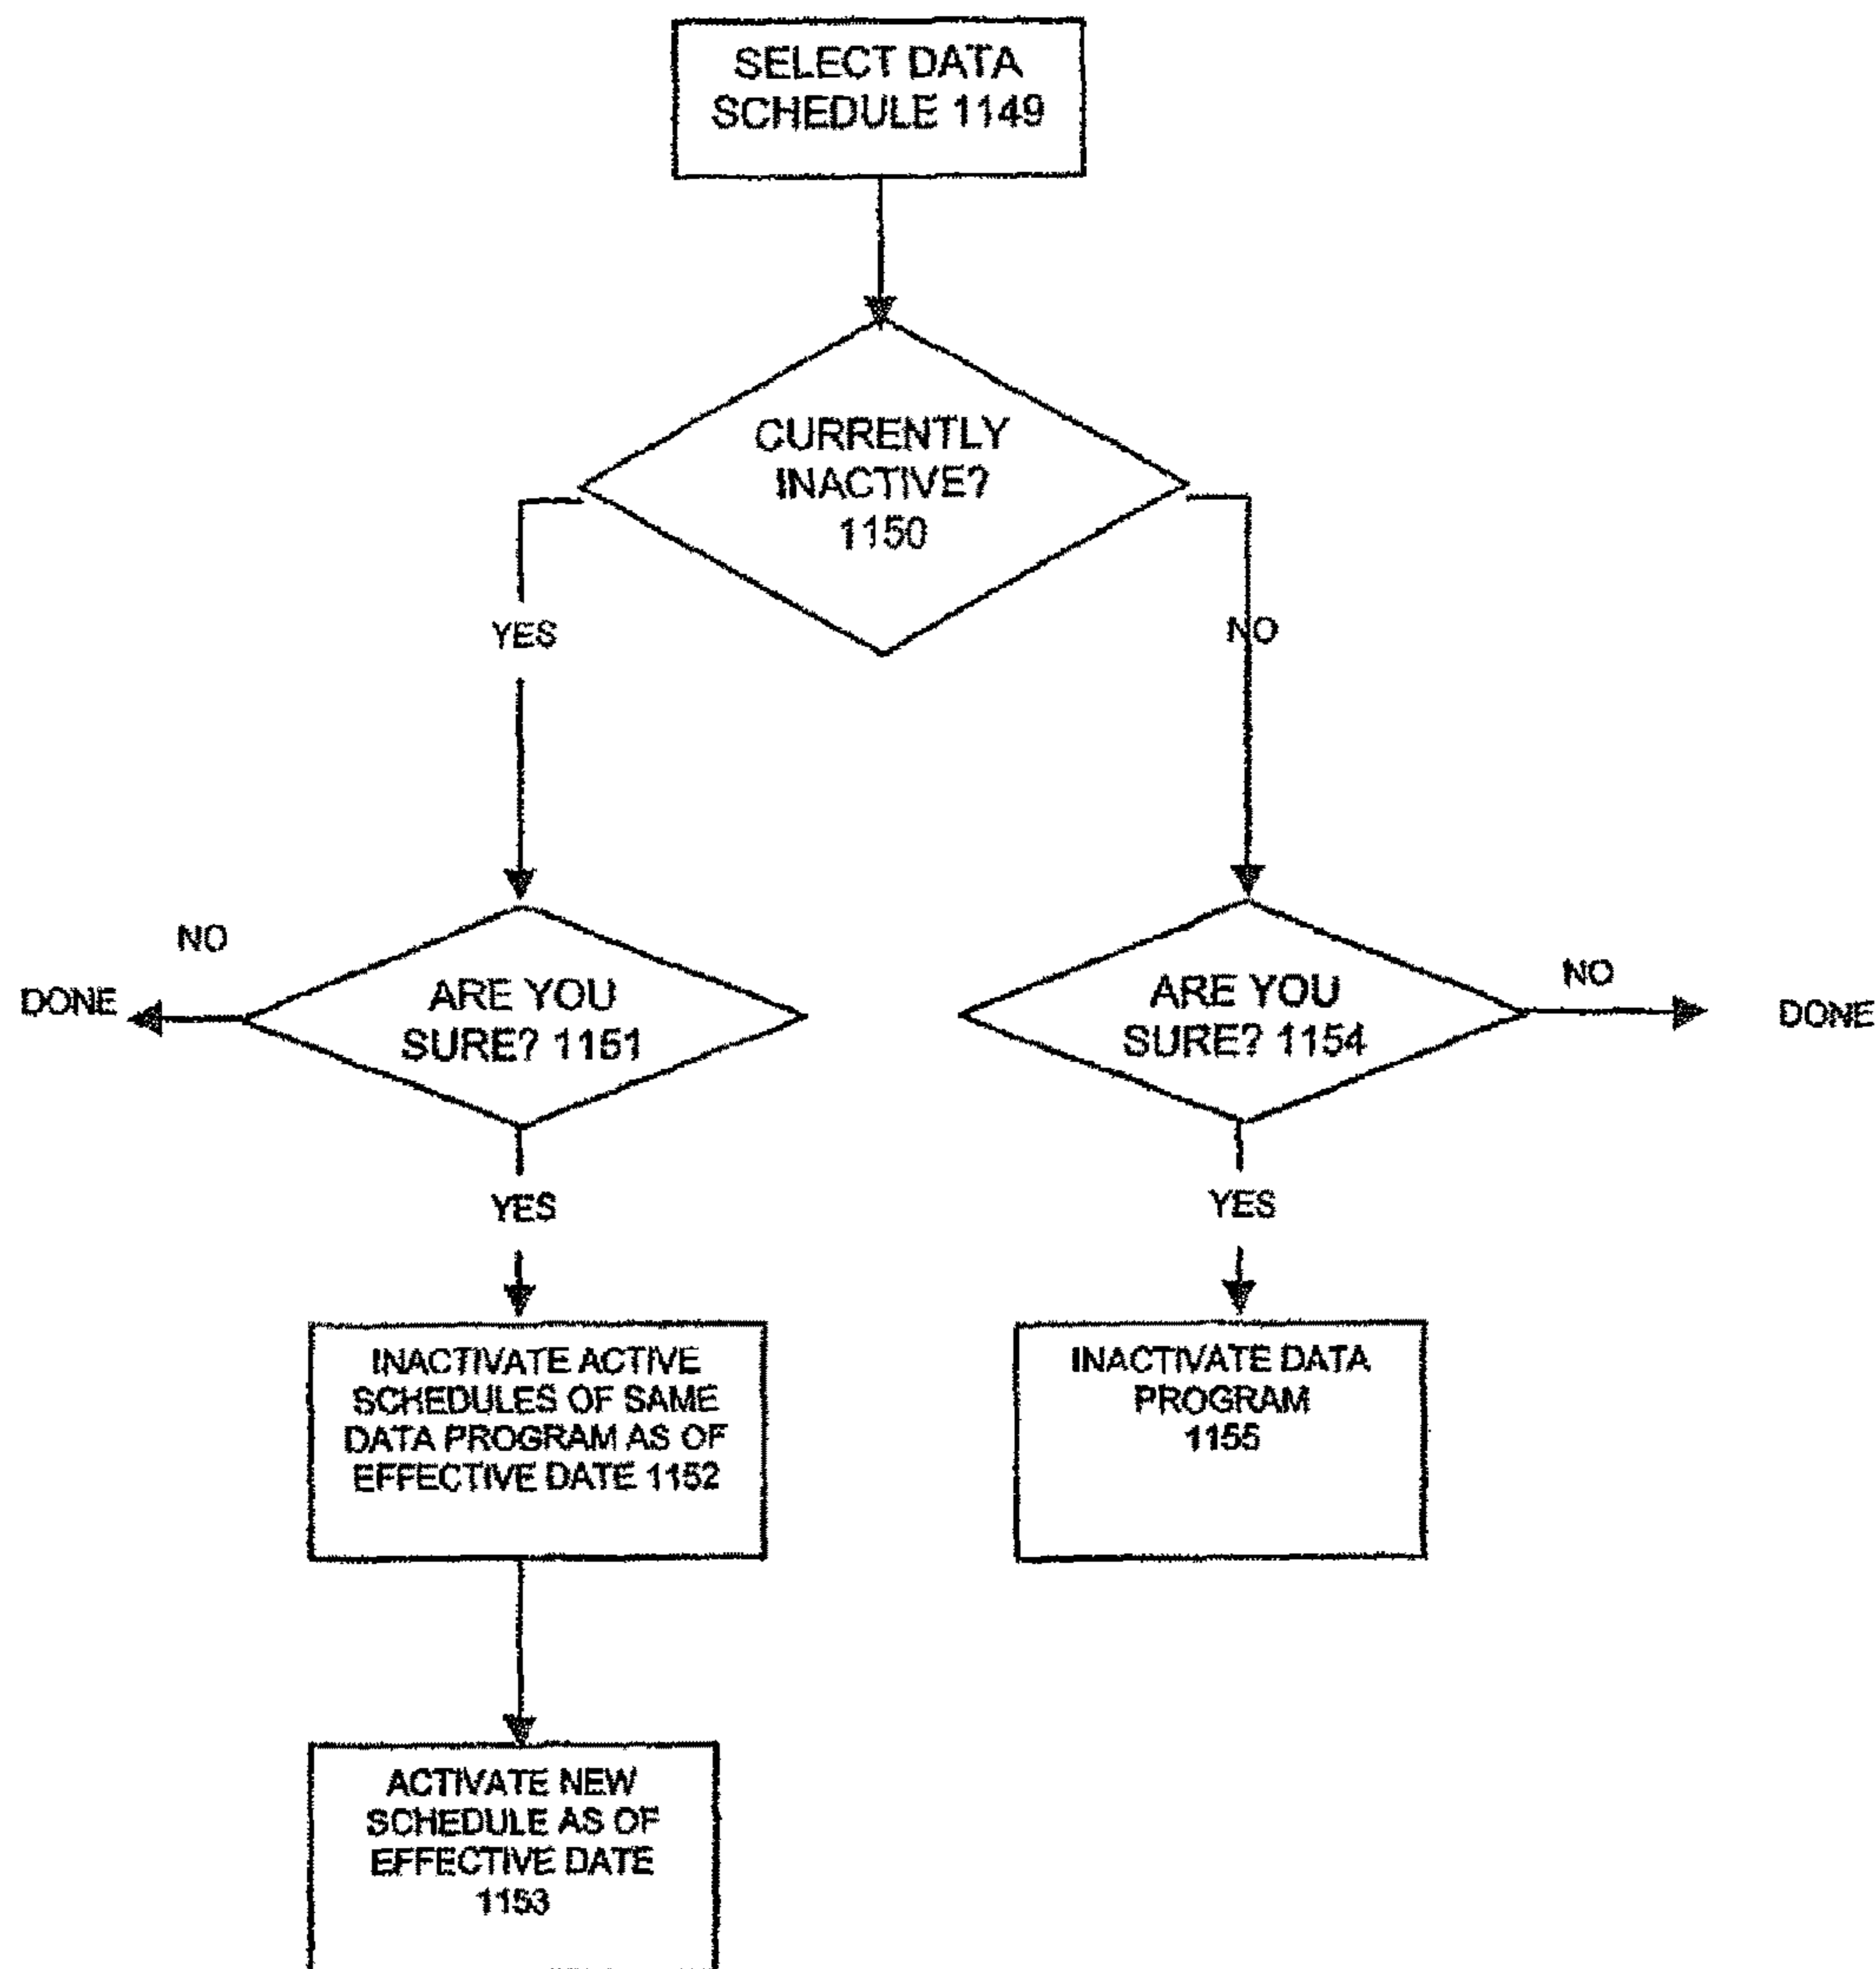 SELECT DATA
SCHEDULE 1149
CURRENTLY
INACTIVE?
1150
YES
NO
NO
DONE
ARE YOU
SURE? 1151
ARE YOU
SURE? 1154
NO
DONE
YES
YES
INACTIVATE ACTIVE
SCHEDULES OF SAME
DATA PROGRAM AS OF
EFFECTIVE DATE 1152
INACTIVATE DATA
PROGRAM
1155
ACTIVATE NEW
SCHEDULE AS OF
EFFECTIVE DATE
1153